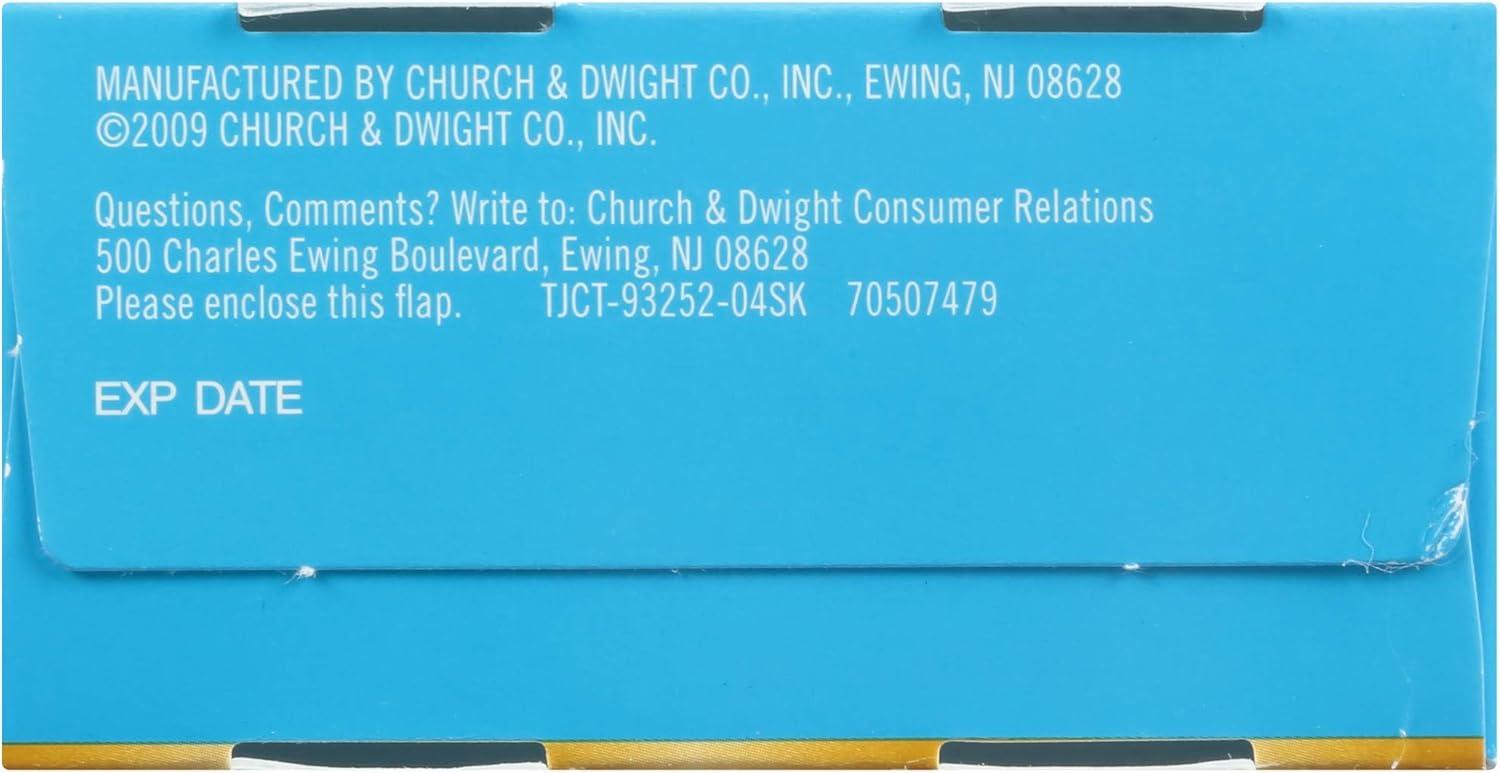 MANUFACTURED BY CHURCH & DWIGHT CO., INC., EWING, NJ 08628
©2009 CHURCH & DWIGHT CO., INC.
Questions, Comments? Write to: Church & Dwight Consumer Relations
500 Charles Ewing Boulevard, Ewing, NJ 08628
Please enclose this flap. TJCT-93252-04SK 70507479
EXP DATE